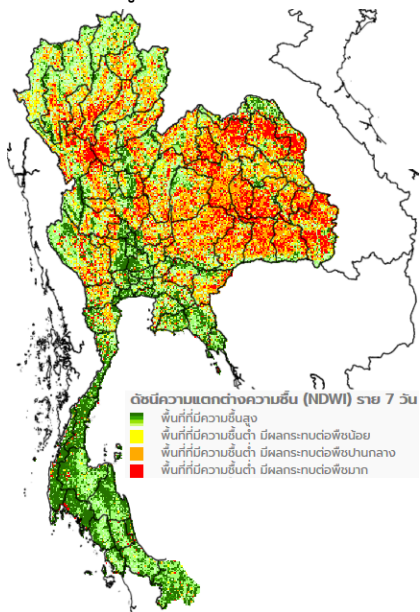 ดัชนีความแตกต่างความชื้น (NDWI) ราย 7 วัน
พื้นที่ที่มีความชื้นสูง
พื้นที่ที่มีความชื้นต่ำ มีผลกระทบต่อพืชน้อย
พื้นที่ที่มีความชื้นต่ำ มีผลกระทบต่อพืชปานกลาง
พื้นที่ที่มีความชื้นต่ำ มีผลกระทบต่อพืชมาก